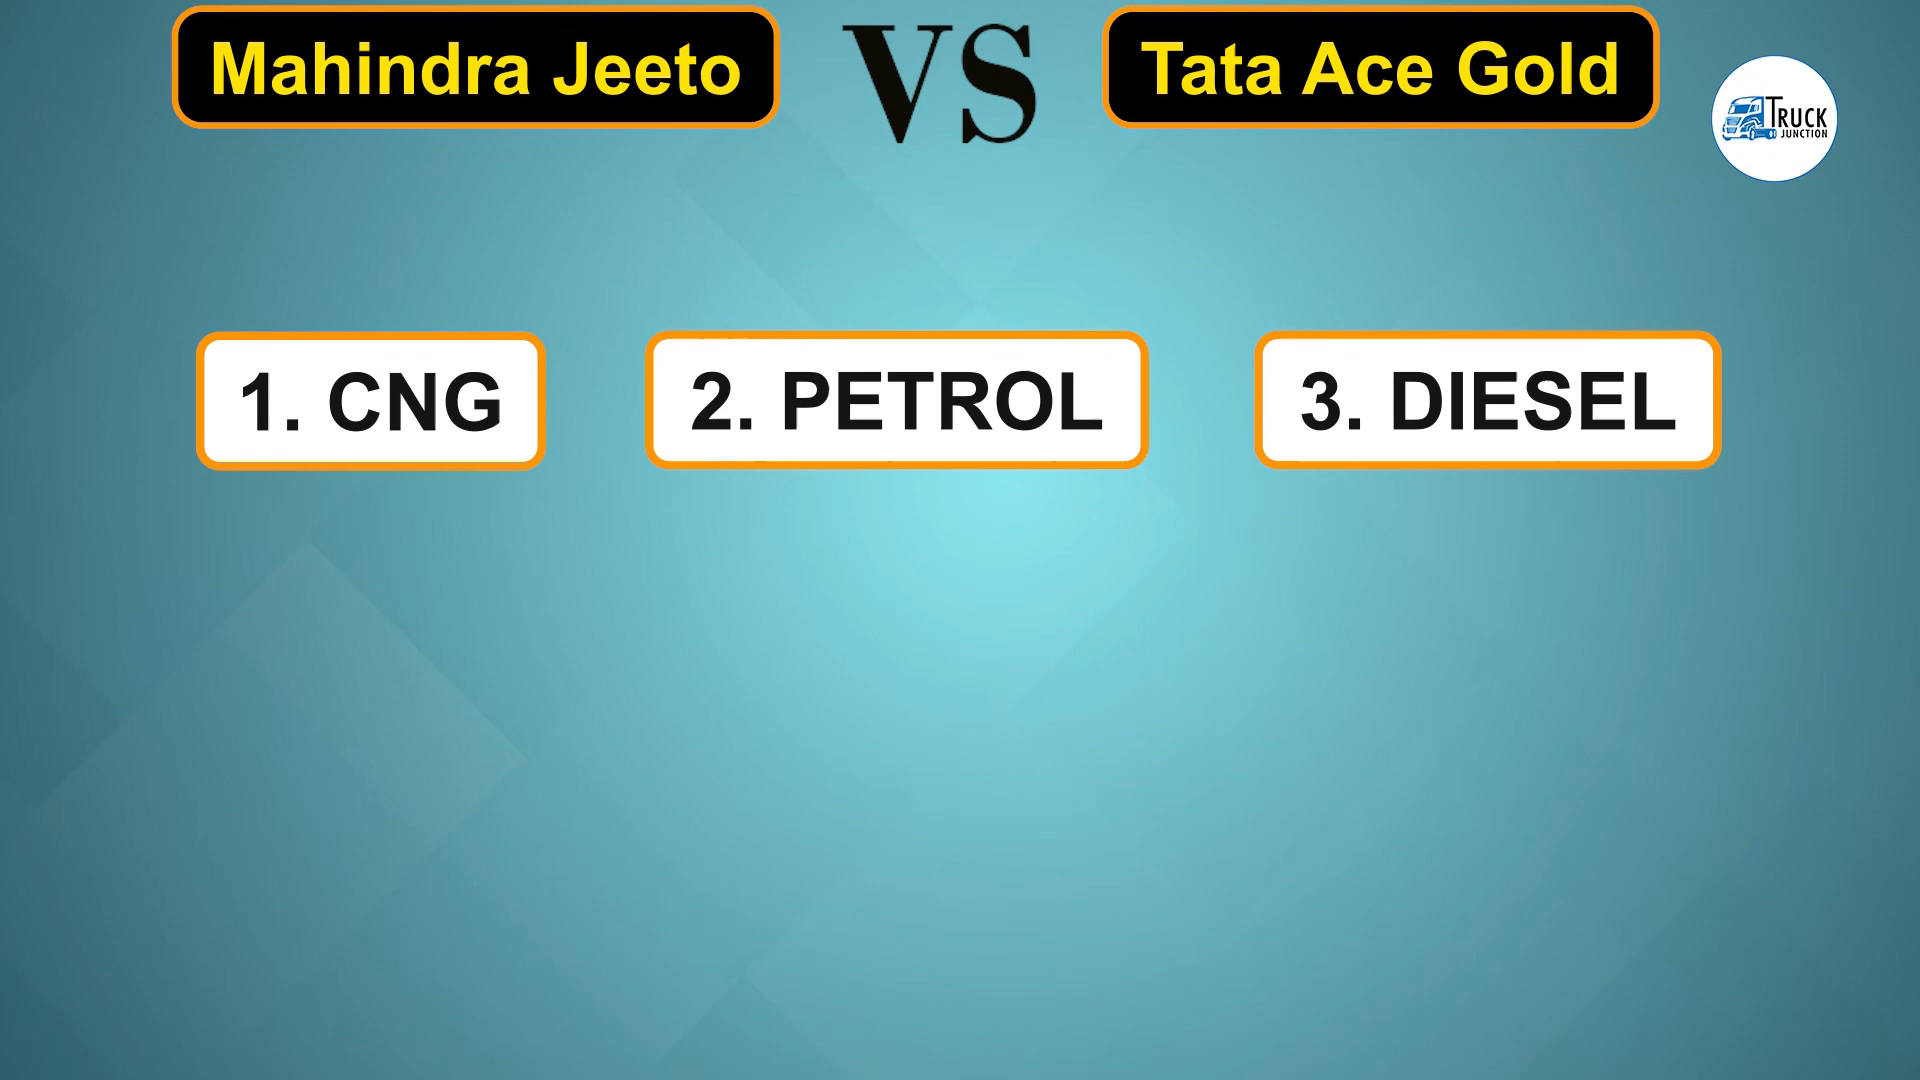 Mahindra Jeeto VS Tata Ace Gold
TRUCK
JUNCTION
1. CNG 2. PETROL 3. DIESEL